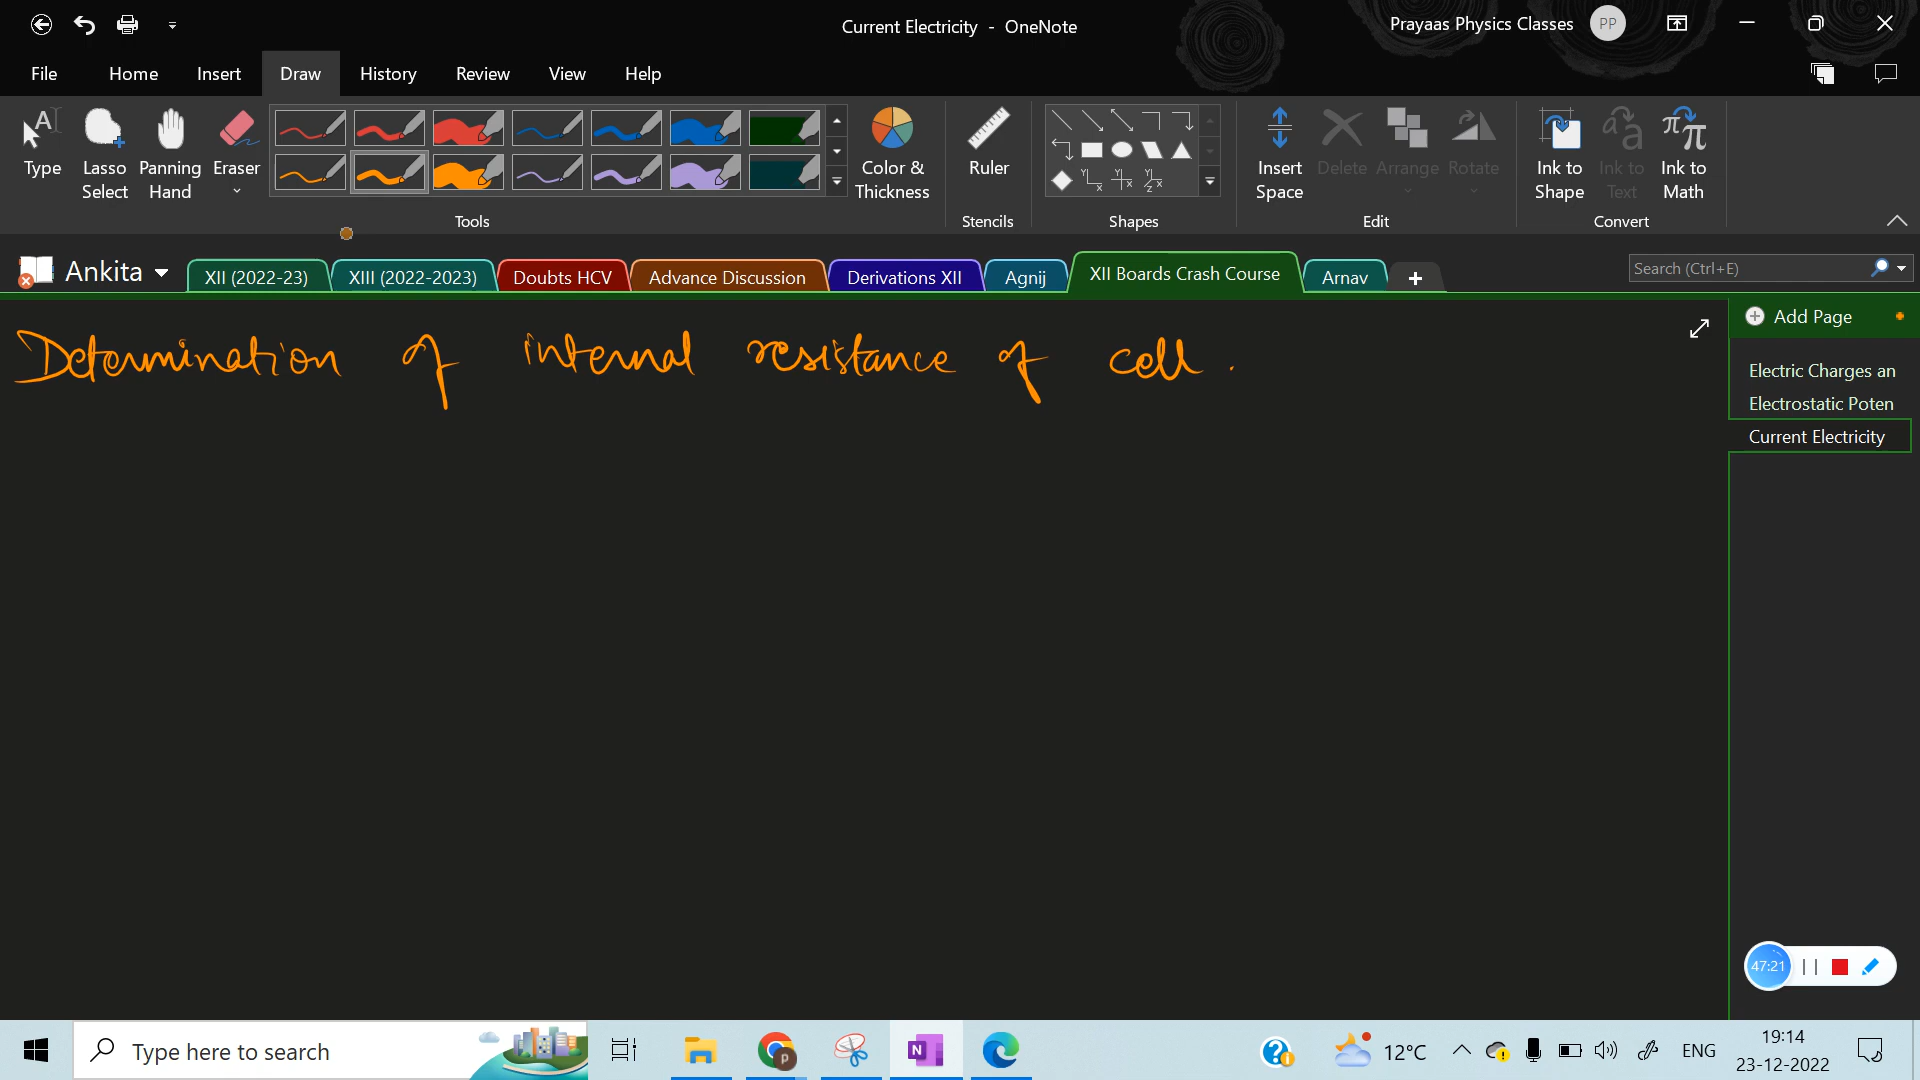 Current Electricity - OneNote
Prayaas Physics Classes PP
File Home Insert Draw History Review View Help
Type
Lasso Select
Panning Hand
Eraser
Color & Thickness
Ruler
Insert Space
Delete
Arrange
Rotate
Ink to Shape
Ink to Text
Ink to Math
Tools Stencils Shapes Edit Convert
Ankita XII (2022-23) XIII (2022-2023) Doubts HCV Advance Discussion Derivations XII Agnij XII Boards Crash Course Arnav + Search (Ctrl+E)
Add Page
Determination of internal resistance of cell.
Electric Charges an
Electrostatic Poten
Current Electricity
47:21
Type here to search
12°C
ENG
19:14
23-12-2022